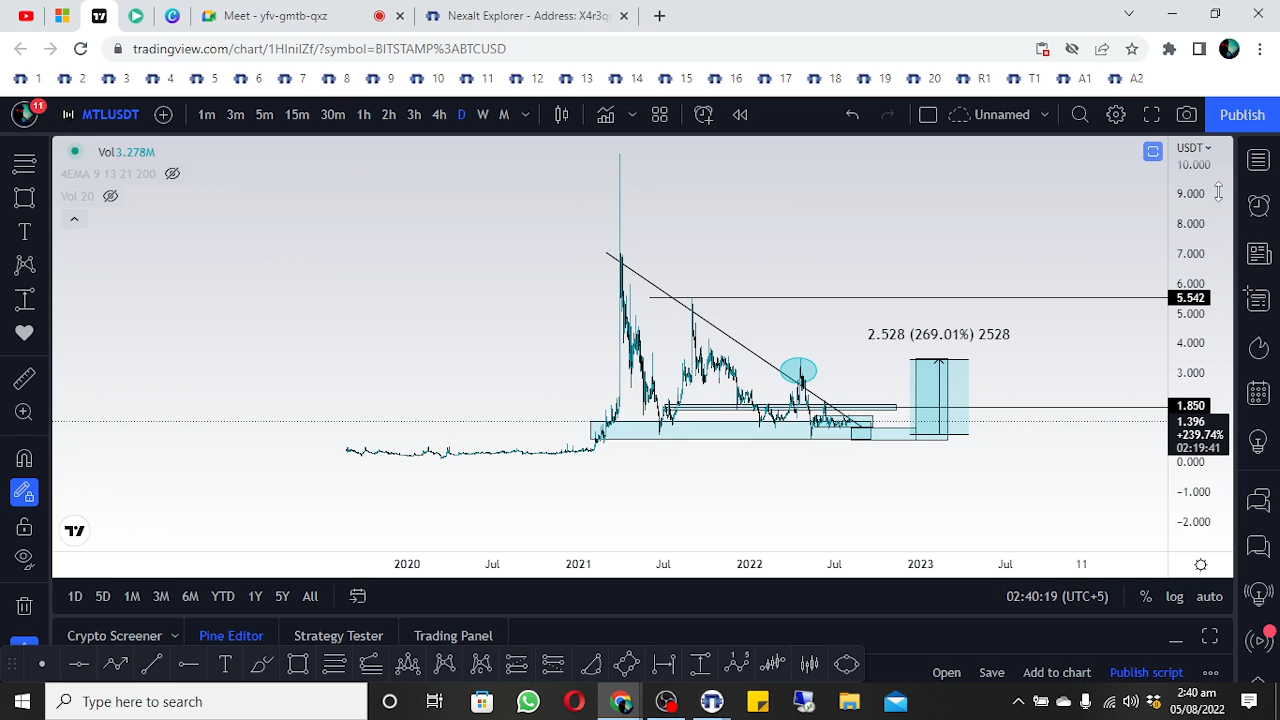 Meet - yfv-gmtb-qxz
Nexalt Explorer - Address: X4r3q
tradingview.com/chart/1HlniIZf/?symbol=BITSTAMP%3ABTCUSD
1 2 3 4 5 6 7 8 9 10 11 12 13 14 15 16 17 18 19 20 R1 T1 A1 A2
11
MTLUSDT 1m 3m 5m 15m 30m 1h 2h 3h 4h D W M Unnamed Publish
Vol3.278M
4EMA 9 13 21 200
Vol 20
USDT
10.000
9.000
8.000
7.000
6.000
5.542
5.000
2.528 (269.01%) 2528
4.000
3.000
1.850
1.396
+239.74%
02:19:41
0.000
−1.000
−2.000
2020 Jul 2021 Jul 2022 Jul 2023 Jul 11
1D 5D 1M 3M 6M YTD 1Y 5Y All 02:40:19 (UTC+5) % log auto
Crypto Screener Pine Editor Strategy Tester Trading Panel
Open Save Add to chart Publish script
Type here to search
2:40 am
05/08/2022